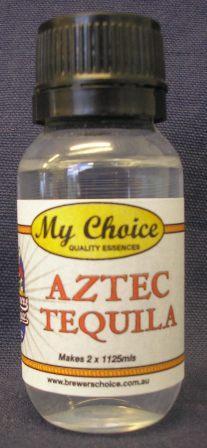 My Choice
QUALITY ESSENCES
AZTEC
TEQUILA
Makes 2 x 1125mls
www.brewerschoice.com.au